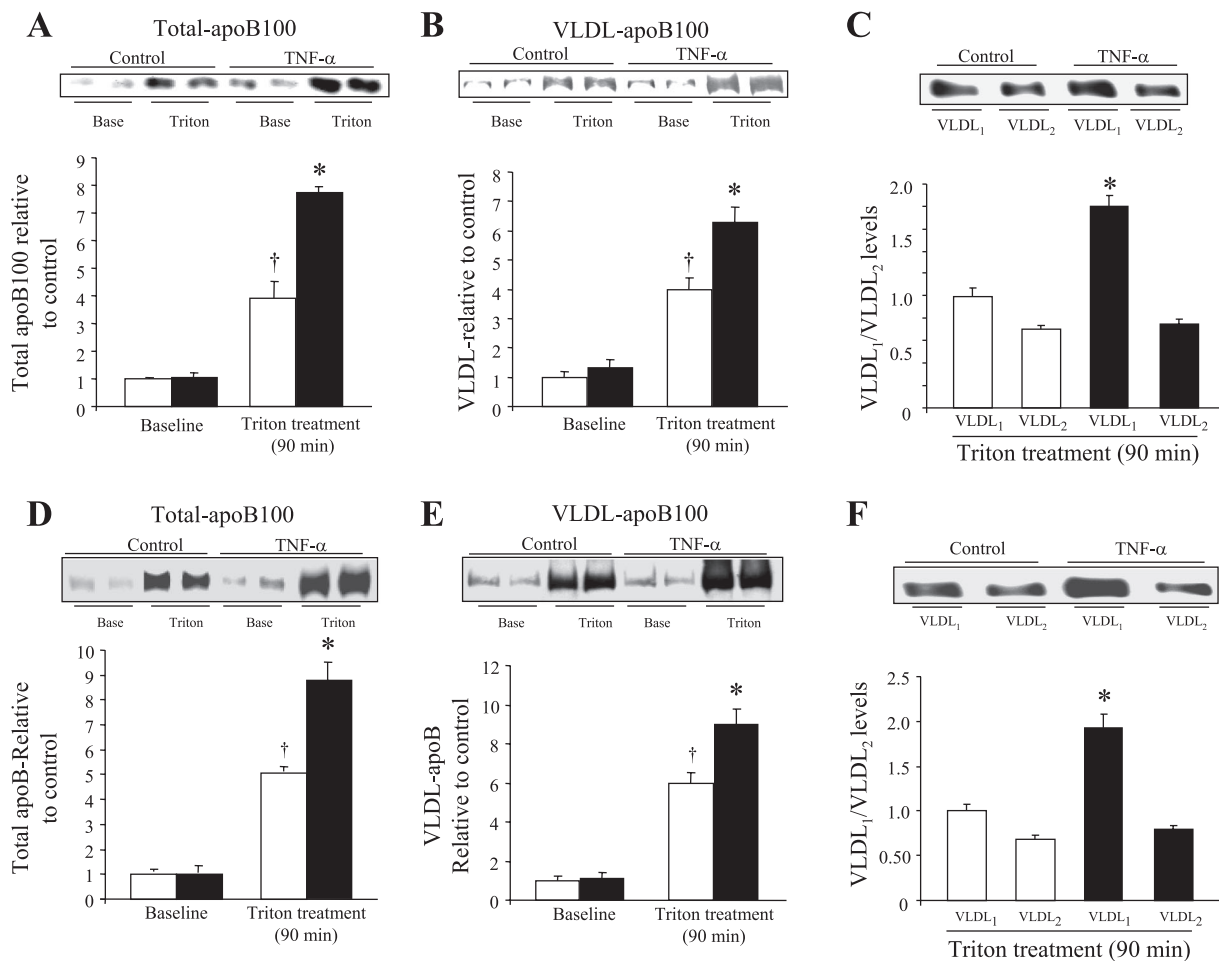 A
Total-apoB100
Control TNF-α
Base Triton Base Triton
Total apoB100 relative
to control
9
8
7
6
5
4
3
2
1
0
†
*
Baseline
Triton treatment
(90 min)
B
VLDL-apoB100
Control TNF-α
Base Triton Base Triton
VLDL-relative to control
8
7
6
5
4
3
2
1
0
†
*
Baseline
Triton treatment
(90 min)
C
Control TNF-α
VLDL₁ VLDL₂ VLDL₁ VLDL₂
VLDL₁/VLDL₂ levels
2.0
1.0
0.5
0
*
VLDL₁ VLDL₂ VLDL₁ VLDL₂
Triton treatment (90 min)
D
Total-apoB100
Control TNF-α
Base Triton Base Triton
Total apoB-Relative
to control
10
9
8
7
6
5
4
3
2
1
0
†
*
Baseline
Triton treatment
(90 min)
E
VLDL-apoB100
Control TNF-α
Base Triton Base Triton
VLDL-apoB
Relative to control
12
10
8
6
4
2
0
†
*
Baseline
Triton treatment
(90 min)
F
Control TNF-α
VLDL₁ VLDL₂ VLDL₁ VLDL₂
VLDL₁/VLDL₂ levels
2.5
2.0
1.0
0.50
0
*
VLDL₁ VLDL₂ VLDL₁ VLDL₂
Triton treatment (90 min)